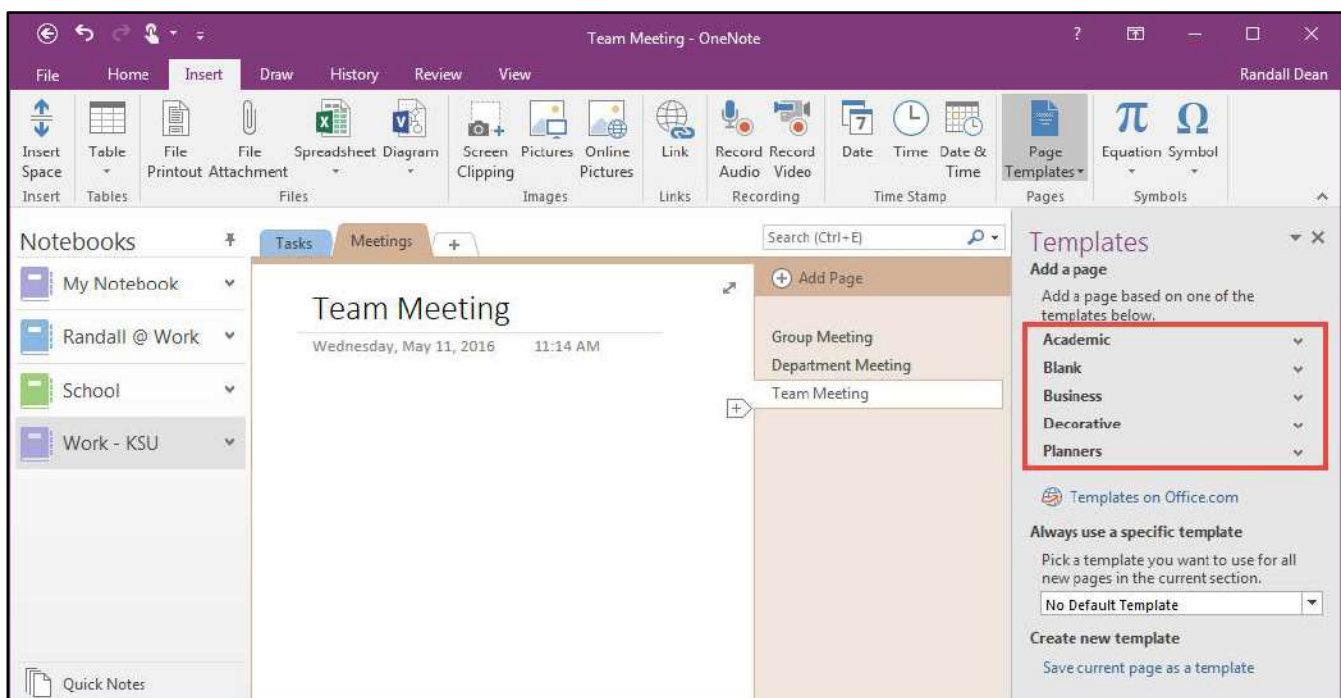 Team Meeting - OneNote
?
File Home Insert Draw History Review View Randall Dean
Insert Space
Table
File Printout
File Attachment
Spreadsheet
Diagram
Screen Clipping
Pictures
Online Pictures
Link
Record Audio
Record Video
7
Date
Time
Date & Time
Page Templates
π
Equation
Ω
Symbol
Insert Tables Files Images Links Recording Time Stamp Pages Symbols
Notebooks
My Notebook
Randall @ Work
School
Work - KSU
Quick Notes
Tasks Meetings +
Team Meeting
Wednesday, May 11, 2016 11:14 AM
Search (Ctrl+E)
Add Page
Group Meeting
Department Meeting
Team Meeting
Templates
Add a page
Add a page based on one of the
templates below.
Academic
Blank
Business
Decorative
Planners
Templates on Office.com
Always use a specific template
Pick a template you want to use for all
new pages in the current section.
No Default Template
Create new template
Save current page as a template